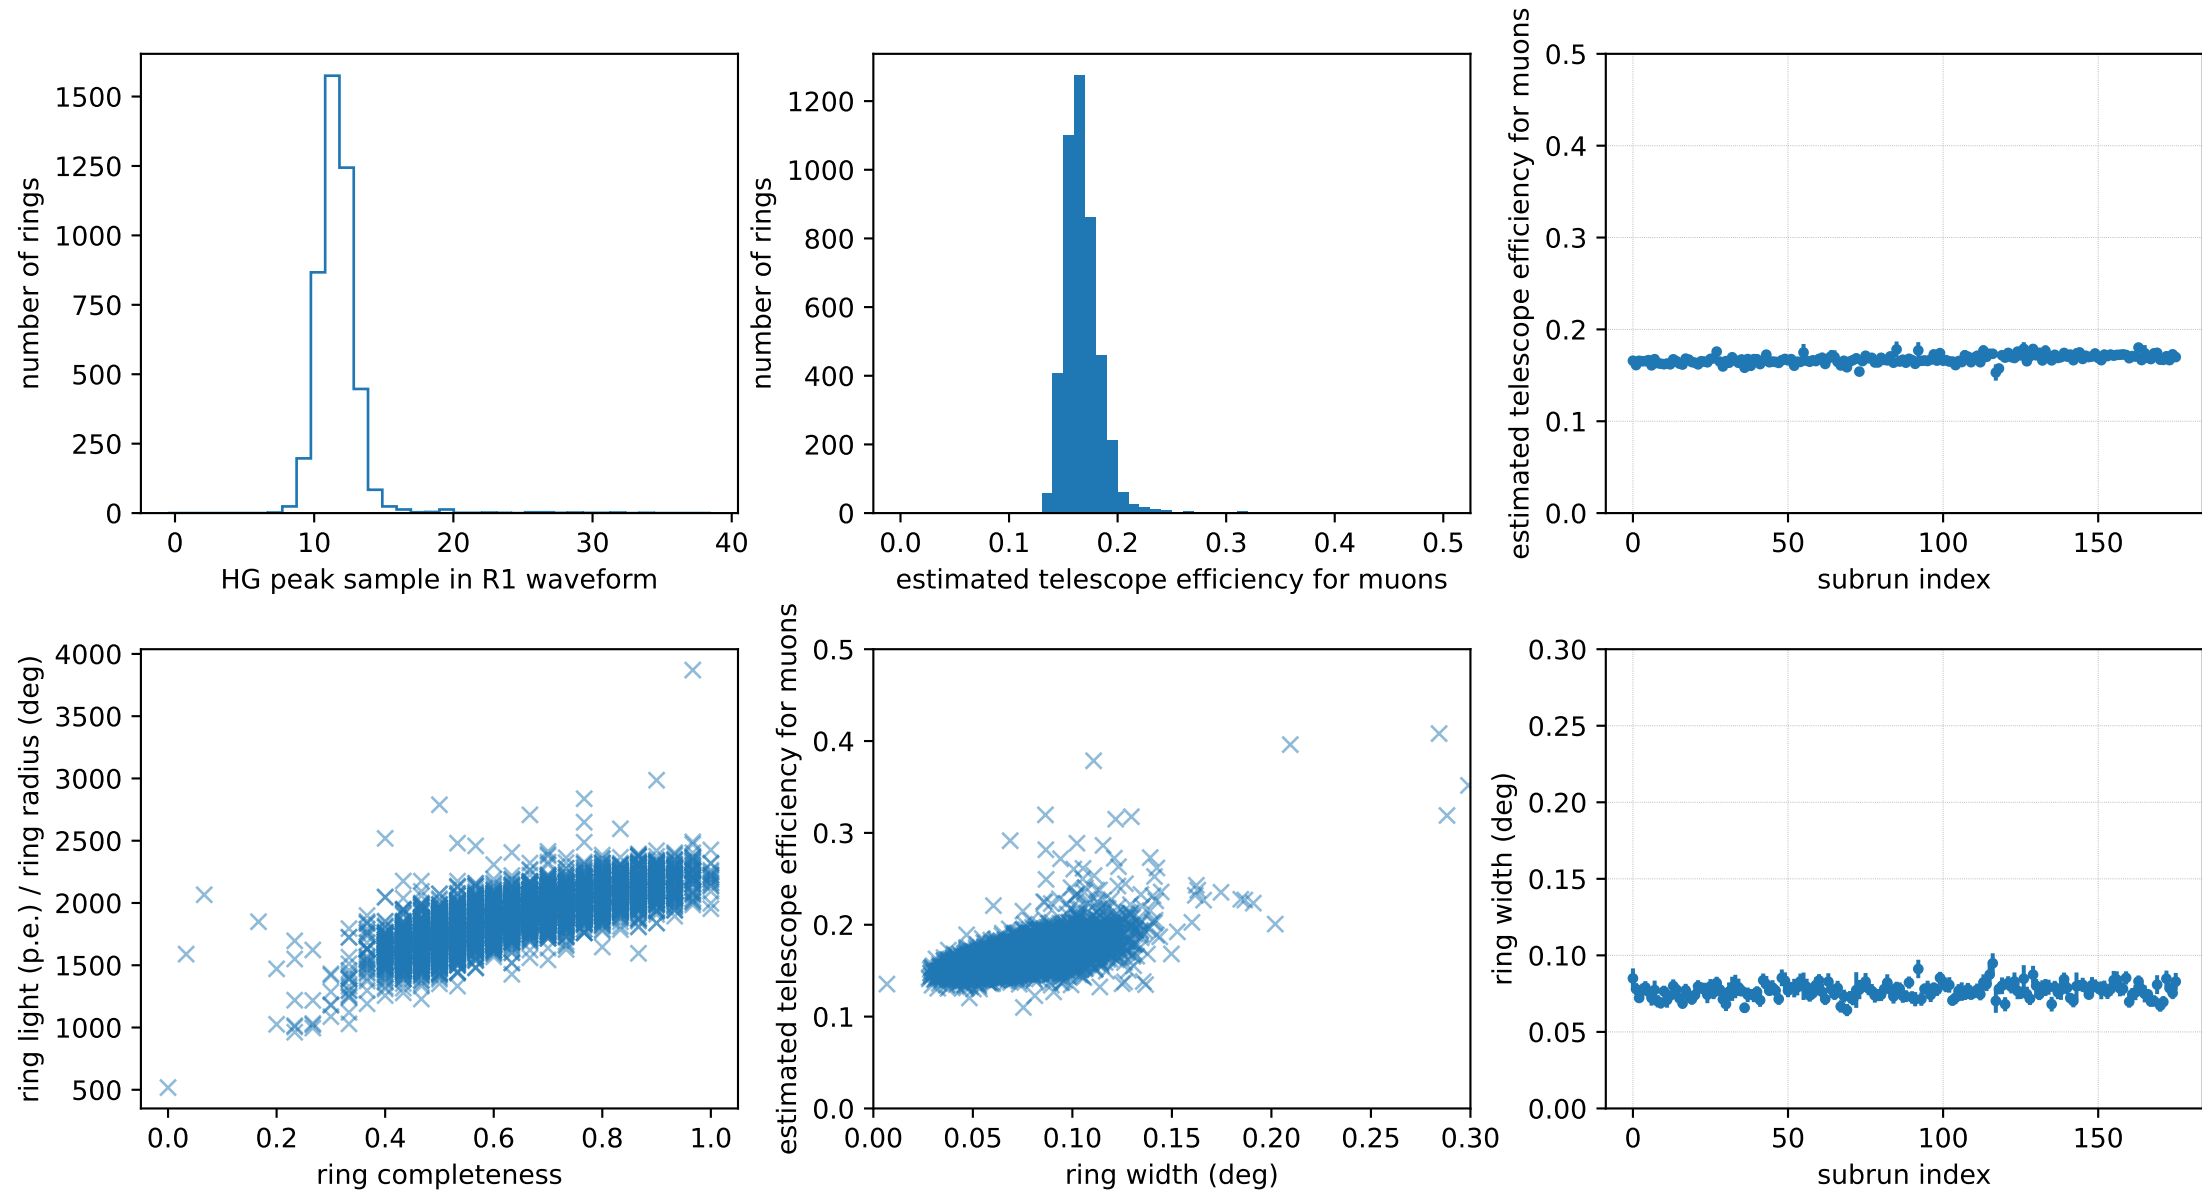 number of rings
1500
1250
1000
750
500
250
0
0 10 20 30 40
HG peak sample in R1 waveform
number of rings
1200
1000
800
600
400
200
0
0.0 0.1 0.2 0.3 0.4 0.5
estimated telescope efficiency for muons
estimated telescope efficiency for muons
0.5
0.4
0.3
0.2
0.1
0.0
0 50 100 150
subrun index
ring light (p.e.) / ring radius (deg)
4000
3500
3000
2500
2000
1500
1000
500
0.0 0.2 0.4 0.6 0.8 1.0
ring completeness
estimated telescope efficiency for muons
0.5
0.4
0.3
0.2
0.1
0.0
0.00 0.05 0.10 0.15 0.20 0.25 0.30
ring width (deg)
ring width (deg)
0.30
0.25
0.20
0.15
0.10
0.05
0.00
0 50 100 150
subrun index